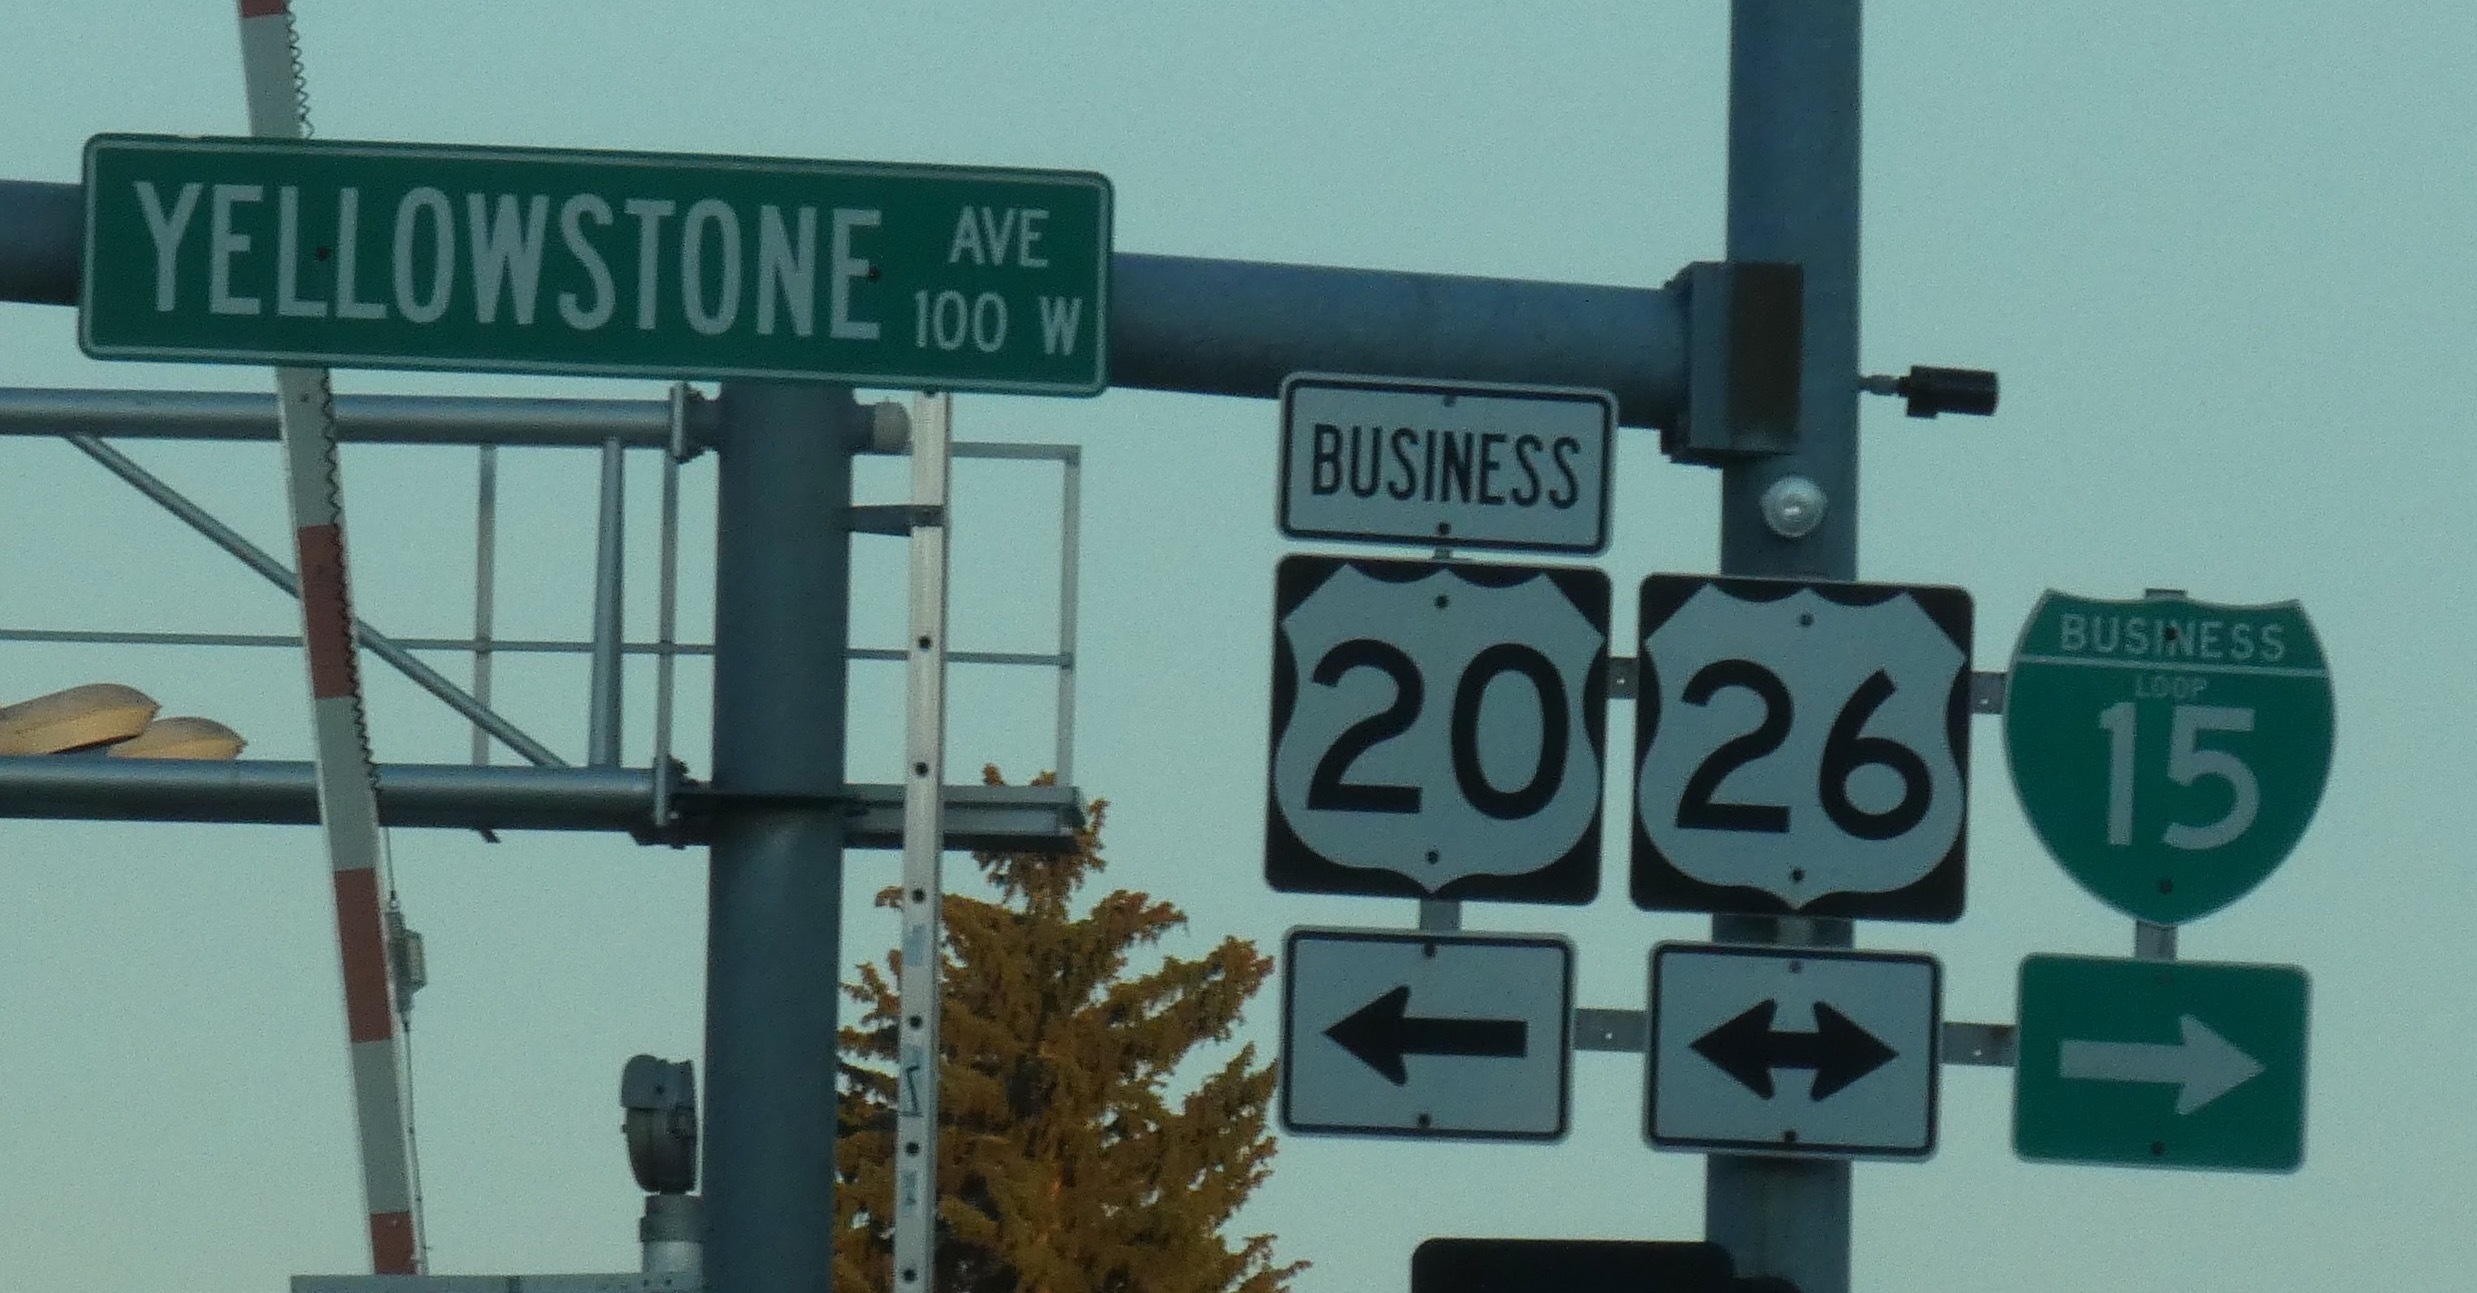 YELLOWSTONE AVE
100 W
BUSINESS
20
26
BUSINESS
LOOP
15